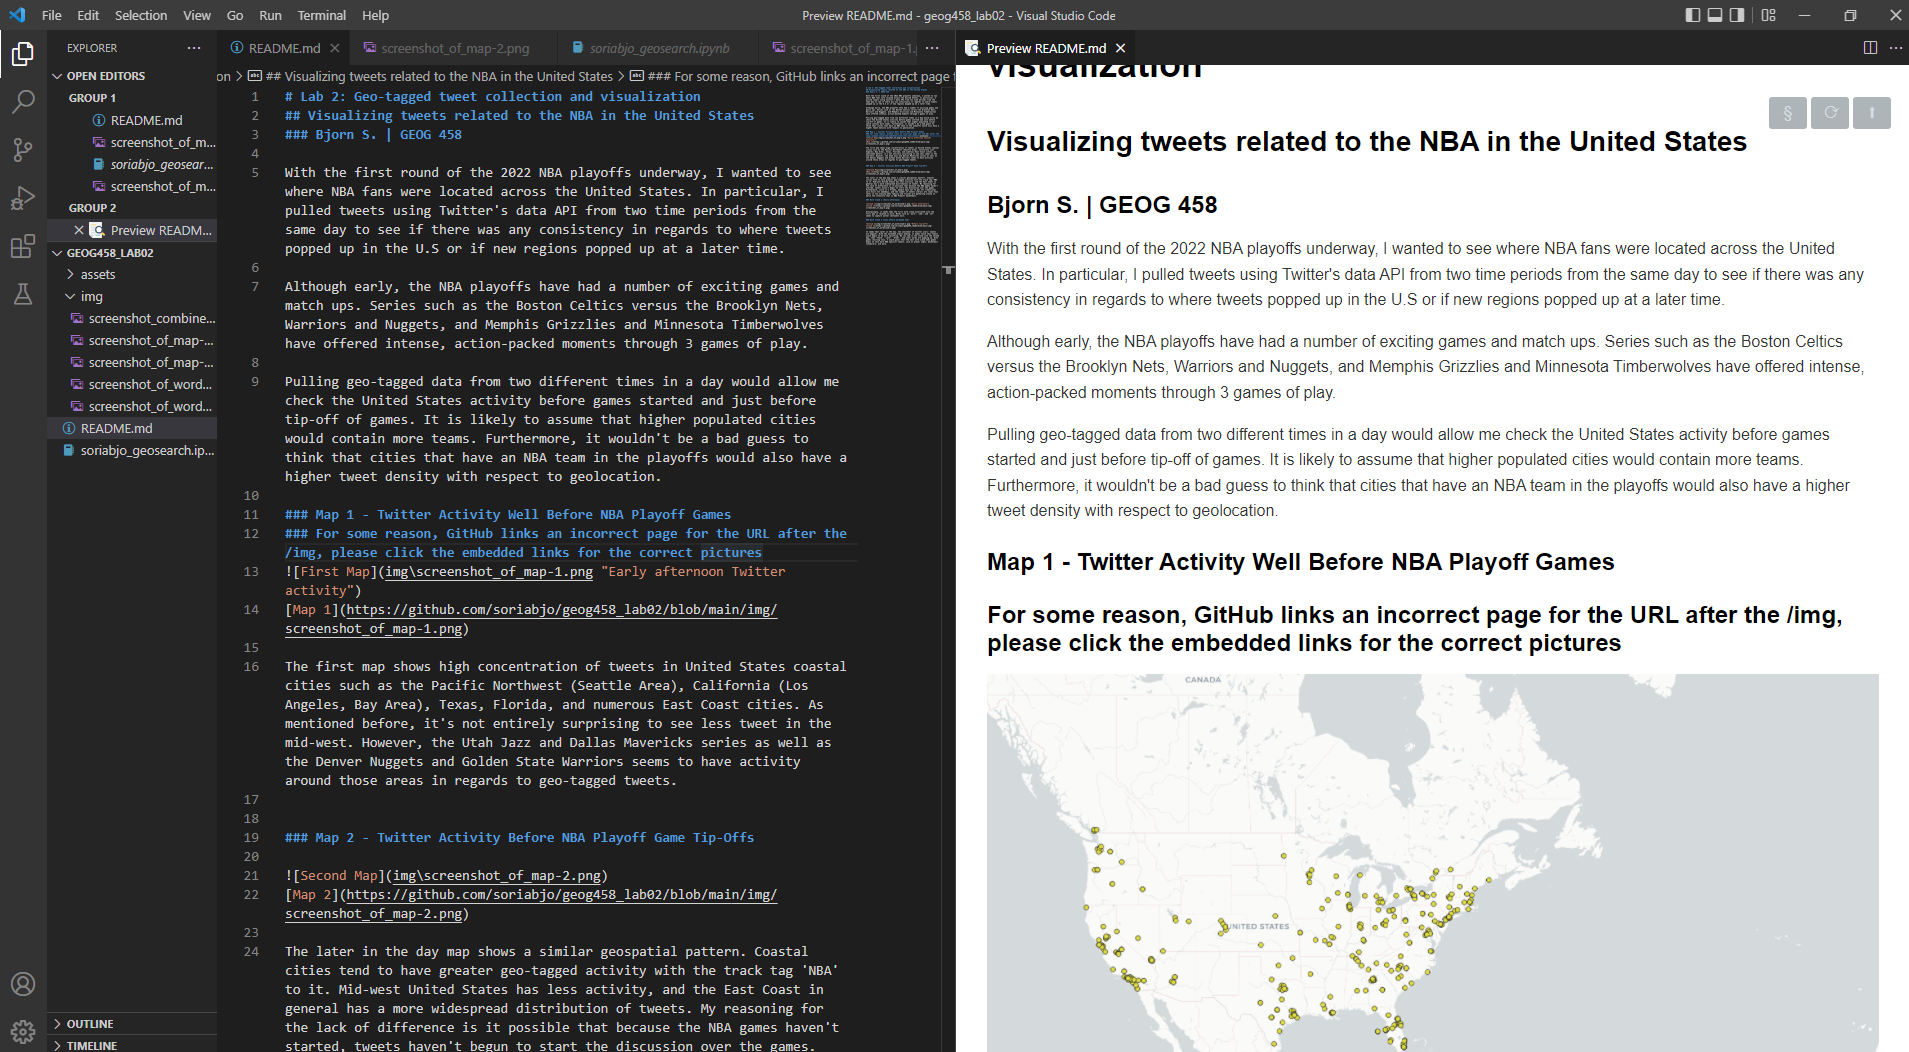 File Edit Selection View Go Run Terminal Help
Preview README.md - geog458_lab02 - Visual Studio Code
EXPLORER
OPEN EDITORS
GROUP 1
README.md
screenshot_of_m...
soriabjo_geosear...
screenshot_of_m...
GROUP 2
Preview READM...
GEOG458_LAB02
assets
img
screenshot_combine...
screenshot_of_map-...
screenshot_of_map-...
screenshot_of_word...
screenshot_of_word...
README.md
soriabjo_geosearch.ip...
OUTLINE
TIMELINE
README.md screenshot_of_map-2.png soriabjo_geosearch.ipynb screenshot_of_map-1.
on > ## Visualizing tweets related to the NBA in the United States > ### For some reason, GitHub links an incorrect page f
1 # Lab 2: Geo-tagged tweet collection and visualization
2 ## Visualizing tweets related to the NBA in the United States
3 ### Bjorn S. | GEOG 458
4
5 With the first round of the 2022 NBA playoffs underway, I wanted to see
where NBA fans were located across the United States. In particular, I
pulled tweets using Twitter's data API from two time periods from the
same day to see if there was any consistency in regards to where tweets
popped up in the U.S or if new regions popped up at a later time.
6
7 Although early, the NBA playoffs have had a number of exciting games and
match ups. Series such as the Boston Celtics versus the Brooklyn Nets,
Warriors and Nuggets, and Memphis Grizzlies and Minnesota Timberwolves
have offered intense, action-packed moments through 3 games of play.
8
9 Pulling geo-tagged data from two different times in a day would allow me
check the United States activity before games started and just before
tip-off of games. It is likely to assume that higher populated cities
would contain more teams. Furthermore, it wouldn't be a bad guess to
think that cities that have an NBA team in the playoffs would also have a
higher tweet density with respect to geolocation.
10
11 ### Map 1 - Twitter Activity Well Before NBA Playoff Games
12 ### For some reason, GitHub links an incorrect page for the URL after the
/img, please click the embedded links for the correct pictures
13 ![First Map](img\screenshot_of_map-1.png "Early afternoon Twitter
activity")
14 [Map 1](https://github.com/soriabjo/geog458_lab02/blob/main/img/
screenshot_of_map-1.png)
15
16 The first map shows high concentration of tweets in United States coastal
cities such as the Pacific Northwest (Seattle Area), California (Los
Angeles, Bay Area), Texas, Florida, and numerous East Coast cities. As
mentioned before, it's not entirely surprising to see less tweet in the
mid-west. However, the Utah Jazz and Dallas Mavericks series as well as
the Denver Nuggets and Golden State Warriors seems to have activity
around those areas in regards to geo-tagged tweets.
17
18
19 ### Map 2 - Twitter Activity Before NBA Playoff Game Tip-Offs
20
21 ![Second Map](img\screenshot_of_map-2.png)
22 [Map 2](https://github.com/soriabjo/geog458_lab02/blob/main/img/
screenshot_of_map-2.png)
23
24 The later in the day map shows a similar geospatial pattern. Coastal
cities tend to have greater geo-tagged activity with the track tag 'NBA'
to it. Mid-west United States has less activity, and the East Coast in
general has a more widespread distribution of tweets. My reasoning for
the lack of difference is it possible that because the NBA games haven't
started, tweets haven't begun to start the discussion over the games.
Preview README.md
visualization
§
Visualizing tweets related to the NBA in the United States
Bjorn S. | GEOG 458
With the first round of the 2022 NBA playoffs underway, I wanted to see where NBA fans were located across the United
States. In particular, I pulled tweets using Twitter's data API from two time periods from the same day to see if there was any
consistency in regards to where tweets popped up in the U.S or if new regions popped up at a later time.
Although early, the NBA playoffs have had a number of exciting games and match ups. Series such as the Boston Celtics
versus the Brooklyn Nets, Warriors and Nuggets, and Memphis Grizzlies and Minnesota Timberwolves have offered intense,
action-packed moments through 3 games of play.
Pulling geo-tagged data from two different times in a day would allow me check the United States activity before games
started and just before tip-off of games. It is likely to assume that higher populated cities would contain more teams.
Furthermore, it wouldn't be a bad guess to think that cities that have an NBA team in the playoffs would also have a higher
tweet density with respect to geolocation.
Map 1 - Twitter Activity Well Before NBA Playoff Games
For some reason, GitHub links an incorrect page for the URL after the /img,
please click the embedded links for the correct pictures
CANADA
UNITED STATES